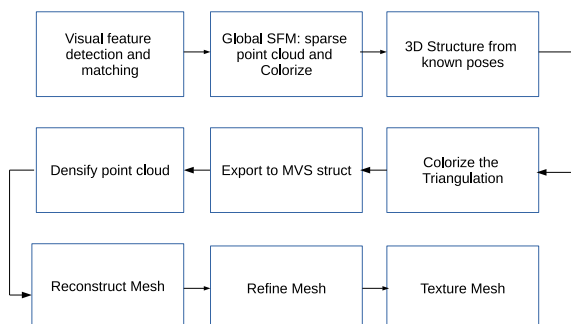 Visual feature
detection and
matching
Global SFM: sparse
point cloud and
Colorize
3D Structure from
known poses
Densify point cloud
Export to MVS struct
Colorize the
Triangulation
Reconstruct Mesh
Refine Mesh
Texture Mesh